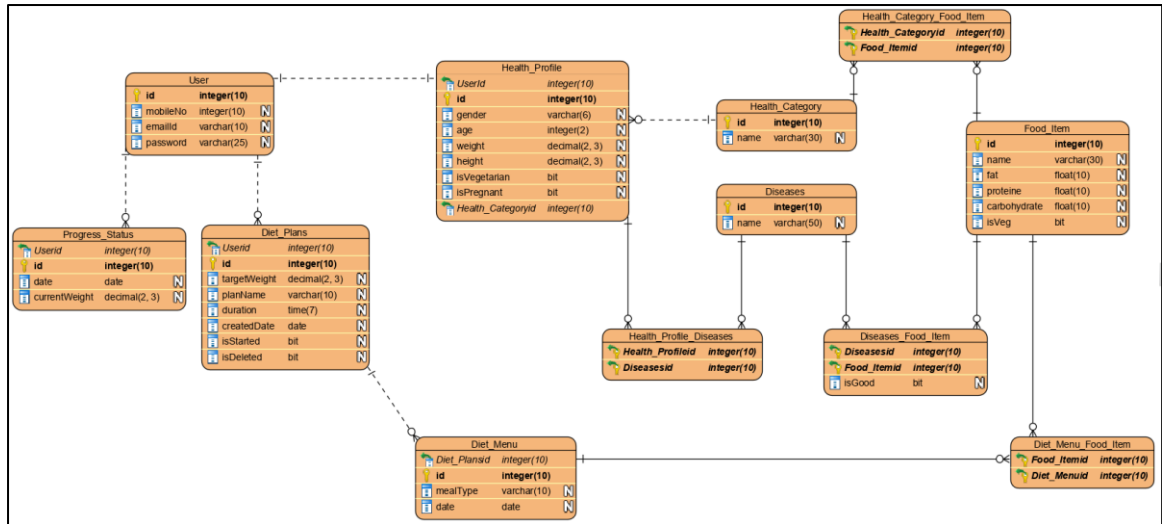 Health_Category_Food_Item
Health_Categoryid integer(10)
Food_Itemid integer(10)
User
id integer(10)
mobileNo integer(10) N
emailId varchar(10) N
password varchar(25) N
Health_Profile
UserId integer(10)
id integer(10)
gender varchar(6) N
age integer(2) N
weight decimal(2, 3) N
height decimal(2, 3) N
isVegetarian bit N
isPregnant bit N
Health_Categoryid integer(10)
Health_Category
id integer(10)
name varchar(30) N
Food_Item
id integer(10)
name varchar(30) N
fat float(10) N
proteine float(10) N
carbohydrate float(10) N
isVeg bit N
Diseases
id integer(10)
name varchar(50) N
Progress_Status
Userid integer(10)
id integer(10)
date date N
currentWeight decimal(2, 3) N
Diet_Plans
Userid integer(10)
id integer(10)
targetWeight decimal(2, 3) N
planName varchar(10) N
duration time(7) N
createdDate date N
isStarted bit N
isDeleted bit N
Health_Profile_Diseases
Health_Profileid integer(10)
Diseasesid integer(10)
Diseases_Food_Item
Diseasesid integer(10)
Food_Itemid integer(10)
isGood bit N
Diet_Menu
Diet_Plansid integer(10)
id integer(10)
mealType varchar(10) N
date date N
Diet_Menu_Food_Item
Food_Itemid integer(10)
Diet_Menuid integer(10)